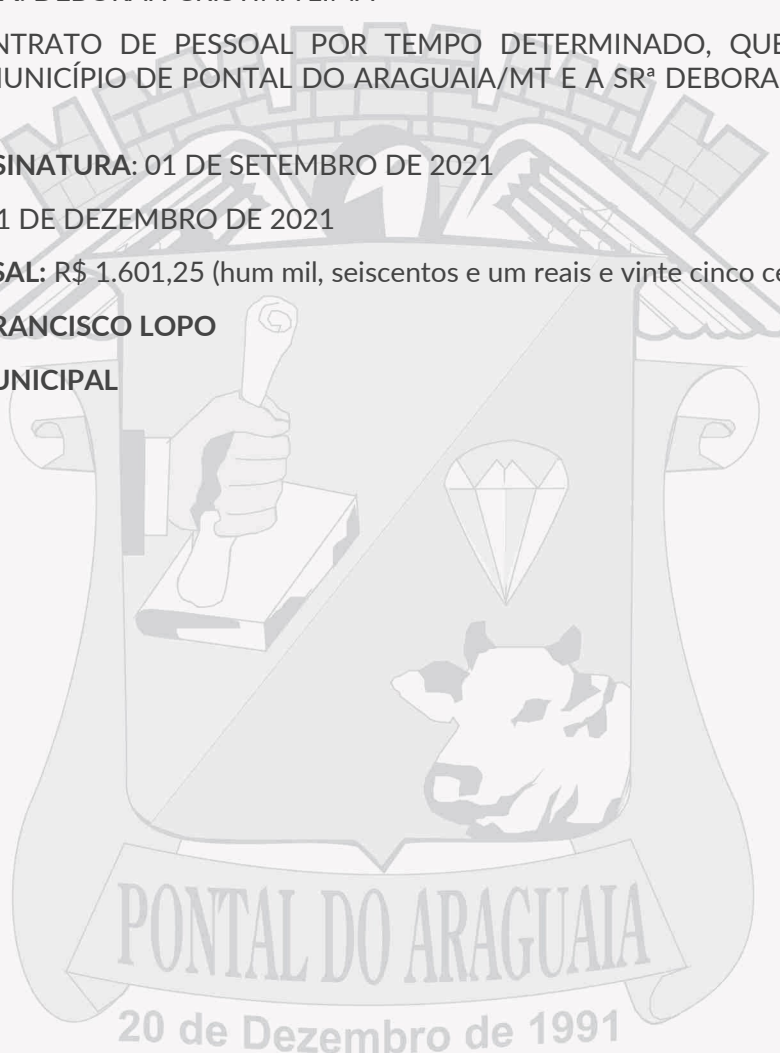 NTRATO DE PESSOAL POR TEMPO DETERMINADO, QUE
UNICÍPIO DE PONTAL DO ARAGUAIA/MT E A SRª DEBORA
SINATURA: 01 DE SETEMBRO DE 2021
1 DE DEZEMBRO DE 2021
SAL: R$ 1.601,25 (hum mil, seiscentos e um reais e vinte cinco ce
RANCISCO LOPO
UNICIPAL
PONTAL DO ARAGUAIA
20 de Dezembro de 1991